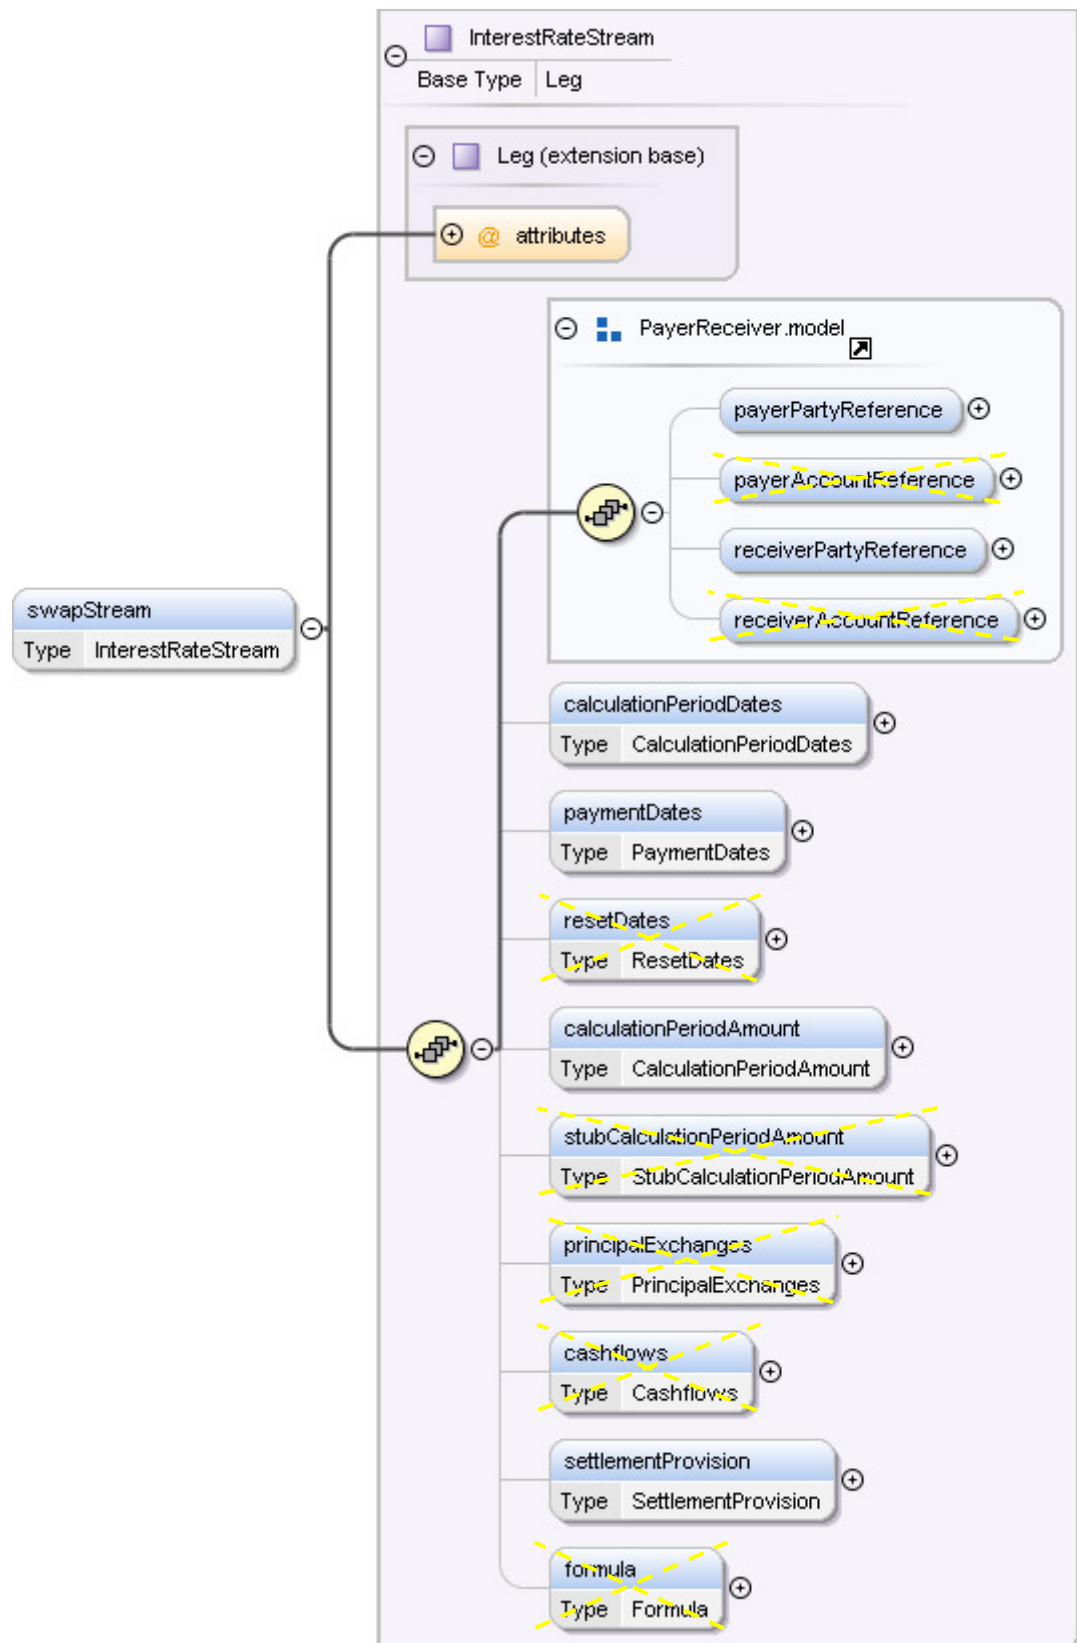 InterestRateStream
Base Type Leg
Leg (extension base)
@ attributes
PayerReceiver.model
payerPartyReference
payerAccountReference
receiverPartyReference
receiverAccountReference
swapStream
Type InterestRateStream
calculationPeriodDates
Type CalculationPeriodDates
paymentDates
Type PaymentDates
resetDates
Type ResetDates
calculationPeriodAmount
Type CalculationPeriodAmount
stubCalculationPeriodAmount
Type StubCalculationPeriodAmount
principalExchanges
Type PrincipalExchanges
cashflows
Type Cashflows
settlementProvision
Type SettlementProvision
formula
Type Formula